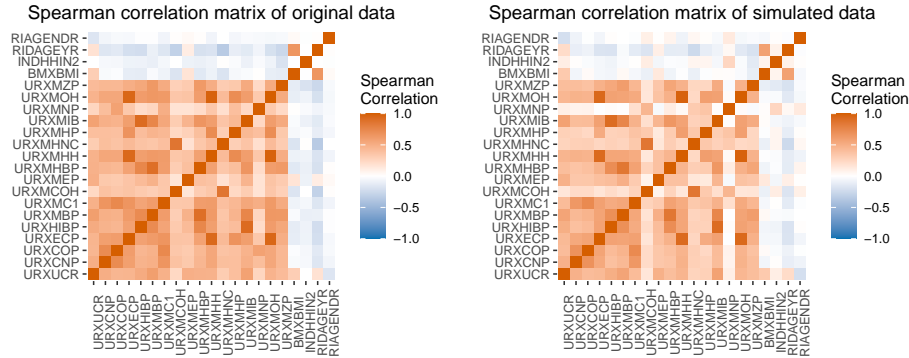 Spearman correlation matrix of original data
RIAGENDR
RIDAGEYR
INDHHIN2
BMXBMI
URXMZP
URXMOH
URXMNP
URXMIB
URXMHP
URXMHNC
URXMHH
URXMHBP
URXMEP
URXMCOH
URXMC1
URXMBP
URXHIBP
URXECP
URXCOP
URXCNP
URXUCR
URXUCR
URXCNP
URXCOP
URXECP
URXHIBP
URXMBP
URXMC1
URXMCOH
URXMEP
URXMHBP
URXMHH
URXMHNC
URXMHP
URXMIB
URXMNP
URXMOH
URXMZP
BMXBMI
INDHHIN2
RIDAGEYR
RIAGENDR
Spearman
Correlation
1.0
0.5
0.0
−0.5
−1.0
Spearman correlation matrix of simulated data
RIAGENDR
RIDAGEYR
INDHHIN2
BMXBMI
URXMZP
URXMOH
URXMNP
URXMIB
URXMHP
URXMHNC
URXMHH
URXMHBP
URXMEP
URXMCOH
URXMC1
URXMBP
URXHIBP
URXECP
URXCOP
URXCNP
URXUCR
URXUCR
URXCNP
URXCOP
URXECP
URXHIBP
URXMBP
URXMC1
URXMCOH
URXMEP
URXMHBP
URXMHH
URXMHNC
URXMHP
URXMIB
URXMNP
URXMOH
URXMZP
BMXBMI
INDHHIN2
RIDAGEYR
RIAGENDR
Spearman
Correlation
1.0
0.5
0.0
−0.5
−1.0